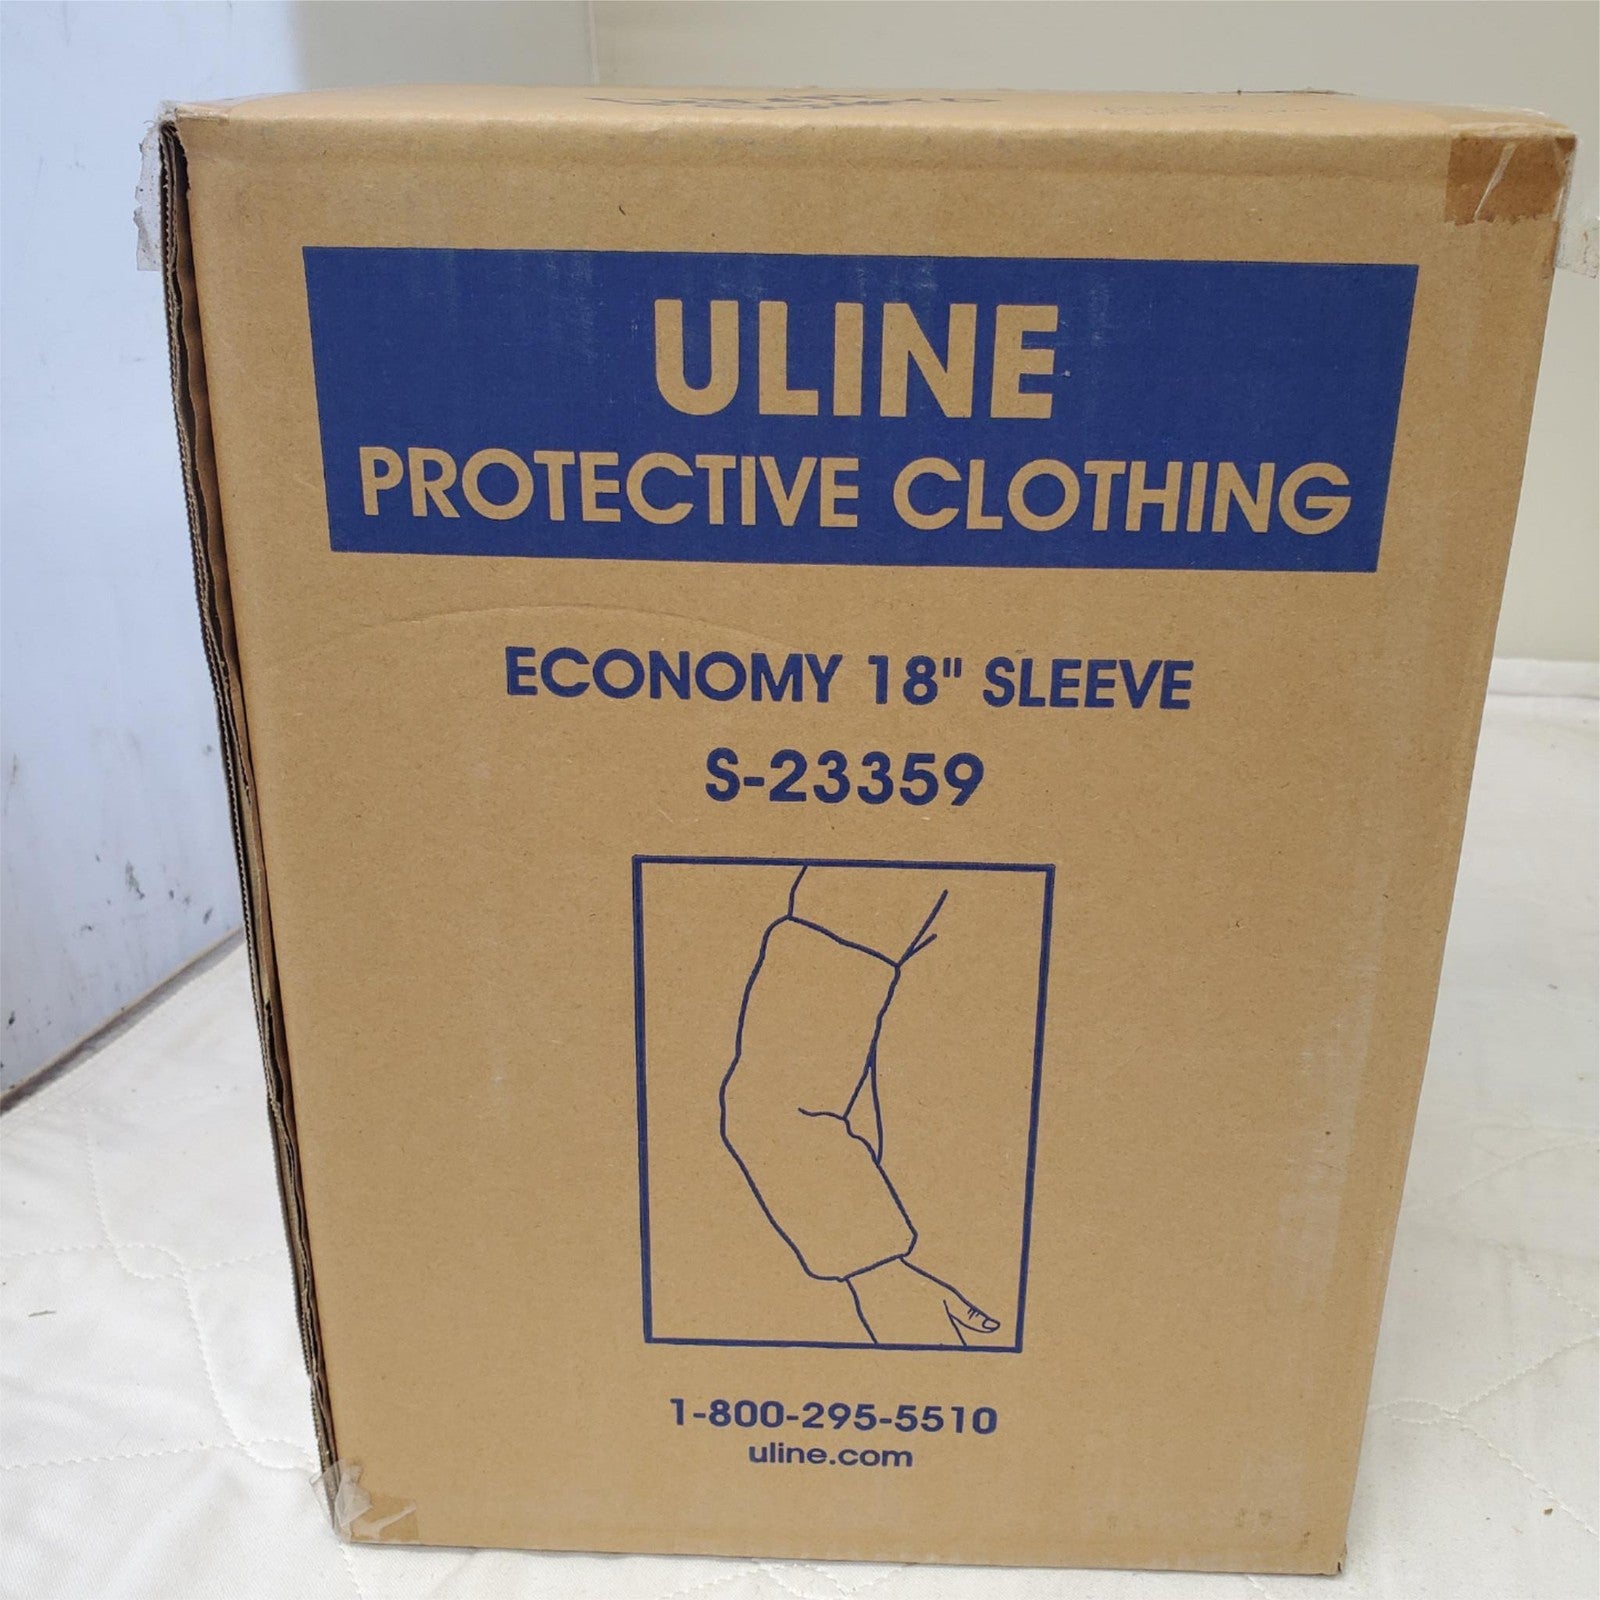 ULINE
PROTECTIVE CLOTHING
ECONOMY 18" SLEEVE
S-23359
1-800-295-5510
uline.com